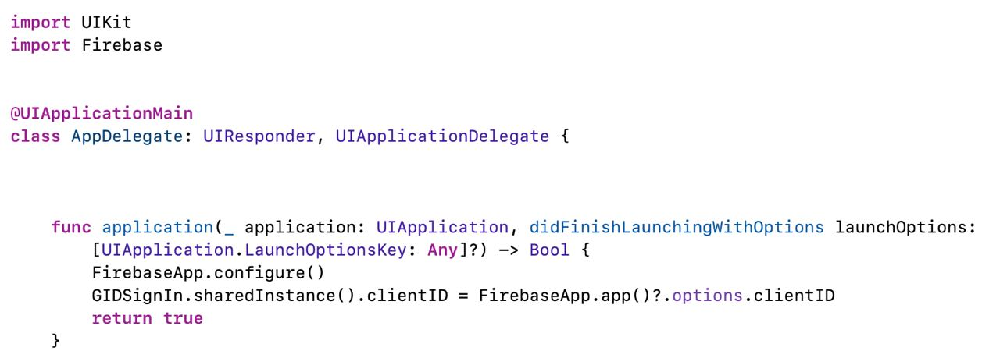 import UIKit
import Firebase
@UIApplicationMain
class AppDelegate: UIResponder, UIApplicationDelegate {
func application(_ application: UIApplication, didFinishLaunchingWithOptions launchOptions:
[UIApplication.LaunchOptionsKey: Any]?) -> Bool {
FirebaseApp.configure()
GIDSignIn.sharedInstance().clientID = FirebaseApp.app()?.options.clientID
return true
}